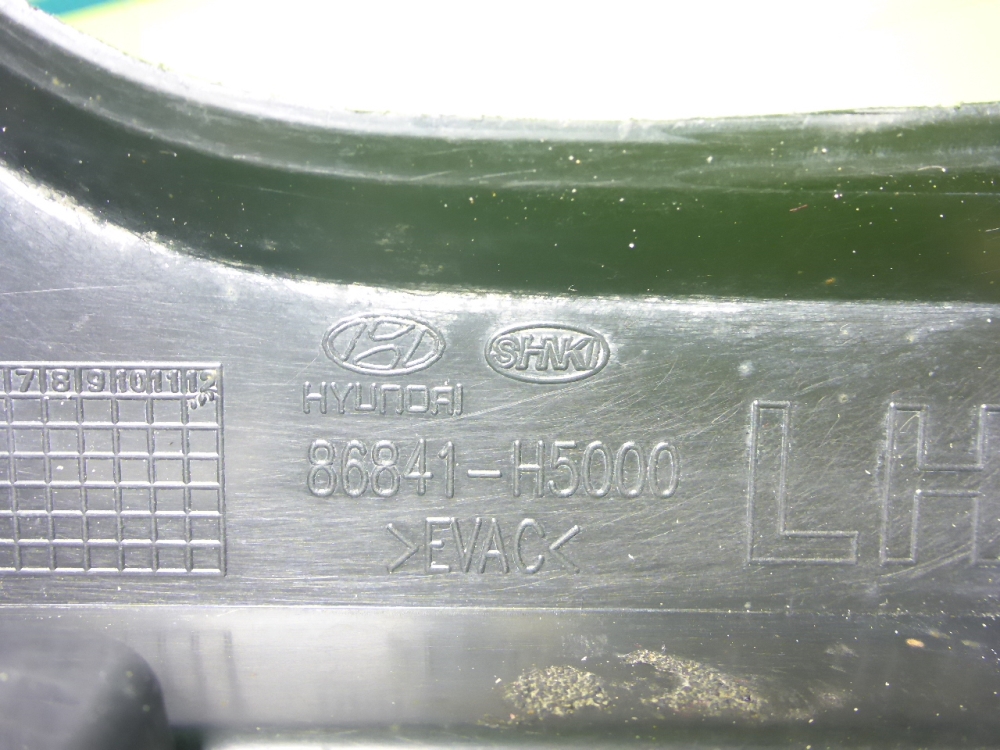 SHNKI
HYUNDAI
7 8 9 10 11 12
86841-H5000
>EVAC<
LH